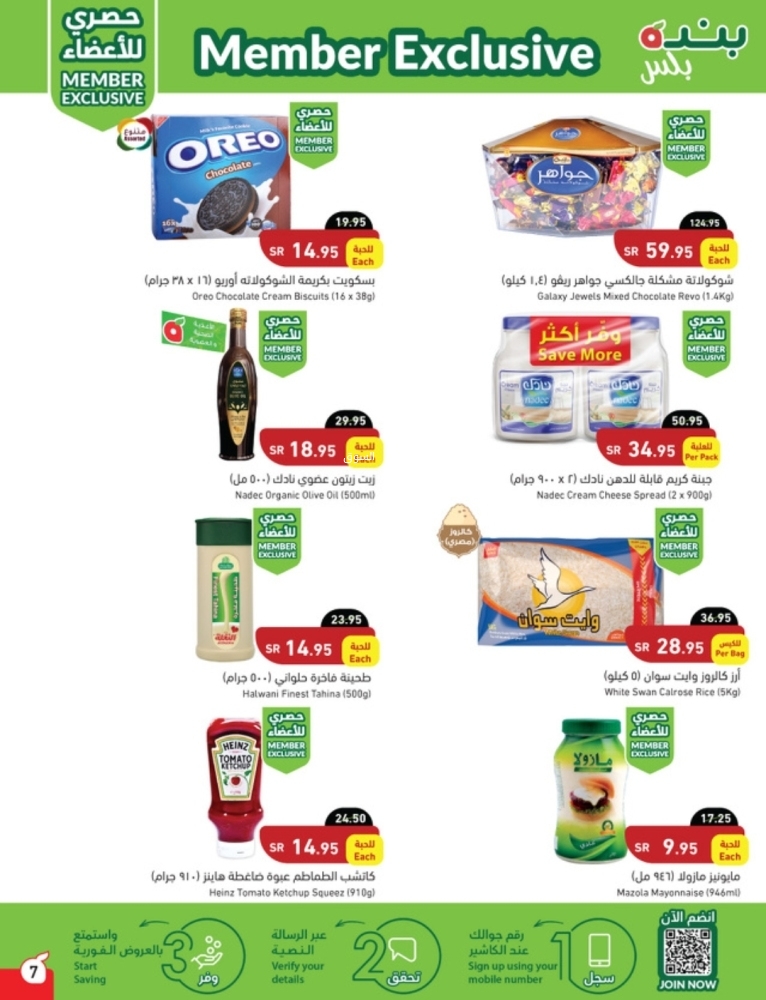 حصري
للأعضاء
MEMBER
EXCLUSIVE
Member Exclusive
بنده
بلس
متنوع
Assorted
OREO
Chocolate
حصري
للأعضاء
MEMBER
EXCLUSIVE
19.95
SR 14.95
للحبة
Each
بسكويت بكريمة الشوكولاته أوريو (١٦ x ٣٨ جرام)
Oreo Chocolate Cream Biscuits (16 x 38g)
جواهر
حصري
للأعضاء
MEMBER
EXCLUSIVE
124.95
SR 59.95
للحبة
Each
شوكولاتة مشكلة جالكسي جواهر ريڤو (١,٤ كيلو)
Galaxy Jewels Mixed Chocolate Revo (1.4Kg)
حصري
للأعضاء
MEMBER
EXCLUSIVE
29.95
SR 18.95
للحبة
زيت زيتون عضوي نادك (٥٠٠ مل)
Nadec Organic Olive Oil (500ml)
وفّر أكثر
Save More
نادك
nadec
نادك
nadec
حصري
للأعضاء
MEMBER
EXCLUSIVE
50.95
SR 34.95
للعلبة
Per Pack
جبنة كريم قابلة للدهن نادك (٢ x ٩٠٠ جرام)
Nadec Cream Cheese Spread (2 x 900g)
حصري
للأعضاء
MEMBER
EXCLUSIVE
طحينة فاخرة
Finest Tahina
23.95
SR 14.95
للحبة
Each
طحينة فاخرة حلواني (٥٠٠ جرام)
Halwani Finest Tahina (500g)
كالروز
(مصري)
وايت سوان
حصري
للأعضاء
MEMBER
EXCLUSIVE
36.95
SR 28.95
للكيس
Per Bag
أرز كالروز وايت سوان (٥ كيلو)
White Swan Calrose Rice (5Kg)
HEINZ
TOMATO
KETCHUP
حصري
للأعضاء
MEMBER
EXCLUSIVE
24.50
SR 14.95
للحبة
Each
كاتشب الطماطم عبوة ضاغطة هاينز (٩١٠ جرام)
Heinz Tomato Ketchup Squeez (910g)
مازولا
عادي
حصري
للأعضاء
MEMBER
EXCLUSIVE
17.25
SR 9.95
للحبة
Each
مايونيز مازولا (٩٤٦ مل)
Mazola Mayonnaise (946ml)
انضم الآن
JOIN NOW
1
سجل
رقم جوالك
عند الكاشير
Sign up using your
mobile number
2
تحقق
عبر الرسالة
النصية
Verify your
details
3
وفر
واستمتع
بالعروض الفورية
Start
Saving
7